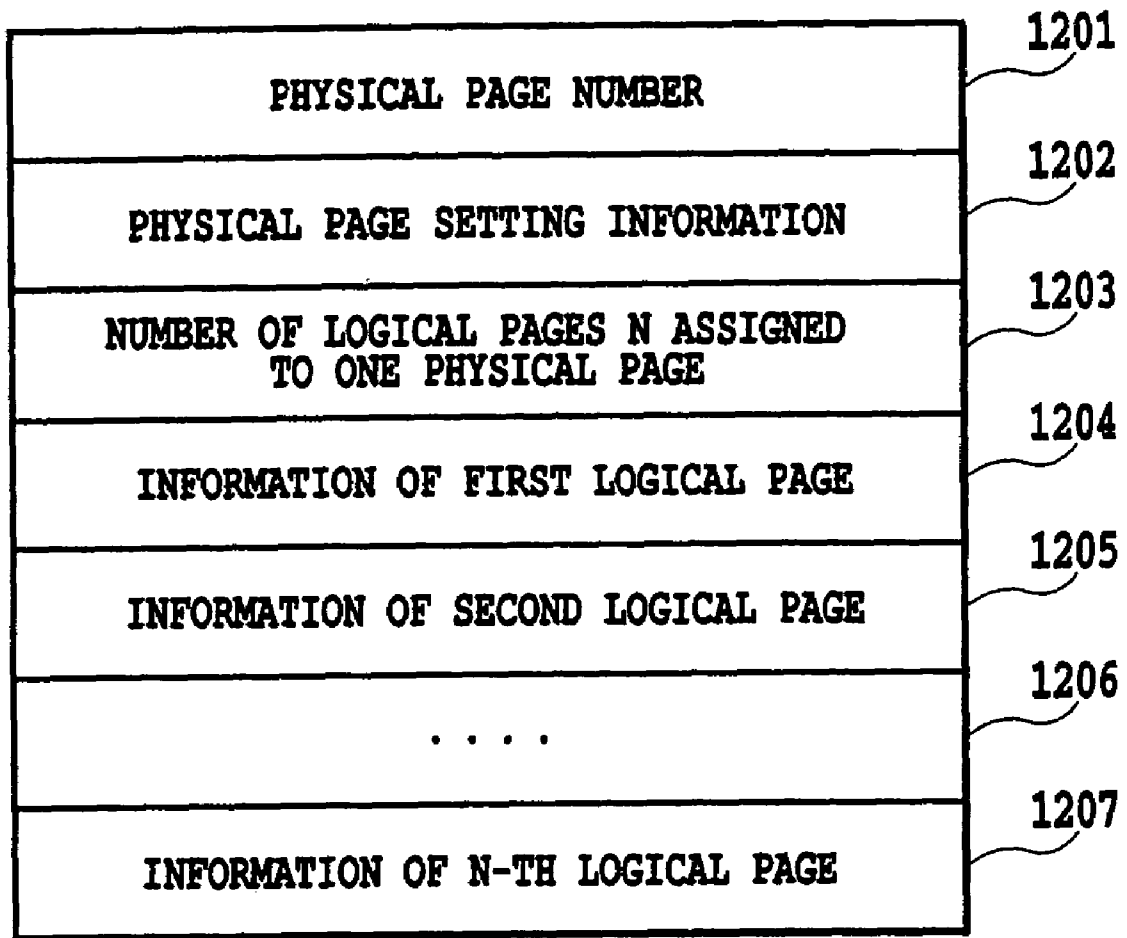 1201
PHYSICAL PAGE NUMBER
1202
PHYSICAL PAGE SETTING INFORMATION
1203
NUMBER OF LOGICAL PAGES N ASSIGNED
TO ONE PHYSICAL PAGE
1204
INFORMATION OF FIRST LOGICAL PAGE
1205
INFORMATION OF SECOND LOGICAL PAGE
1206
....
1207
INFORMATION OF N-TH LOGICAL PAGE